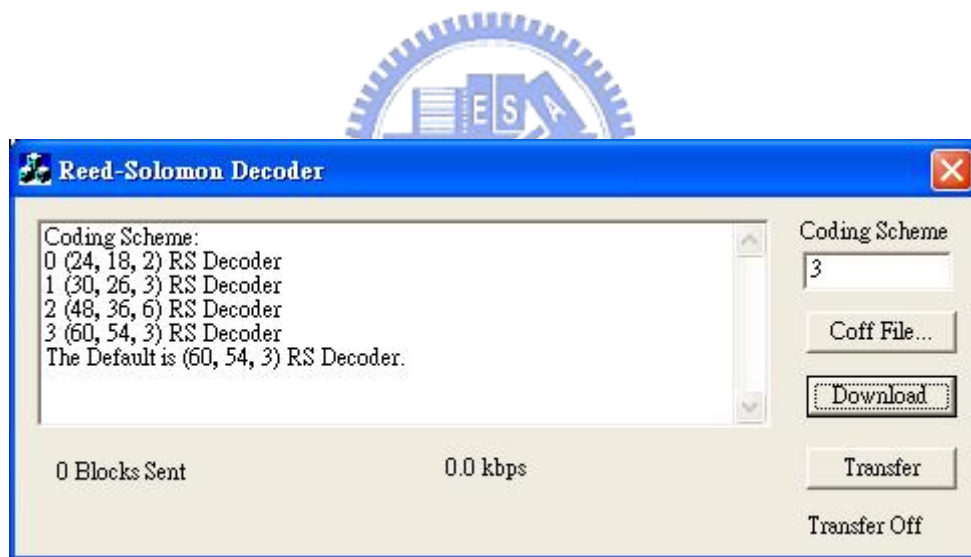 E S A
Reed-Solomon Decoder
Coding Scheme:
0 (24, 18, 2) RS Decoder
1 (30, 26, 3) RS Decoder
2 (48, 36, 6) RS Decoder
3 (60, 54, 3) RS Decoder
The Default is (60, 54, 3) RS Decoder.
Coding Scheme
3
Coff File...
Download
0 Blocks Sent
0.0 kbps
Transfer
Transfer Off